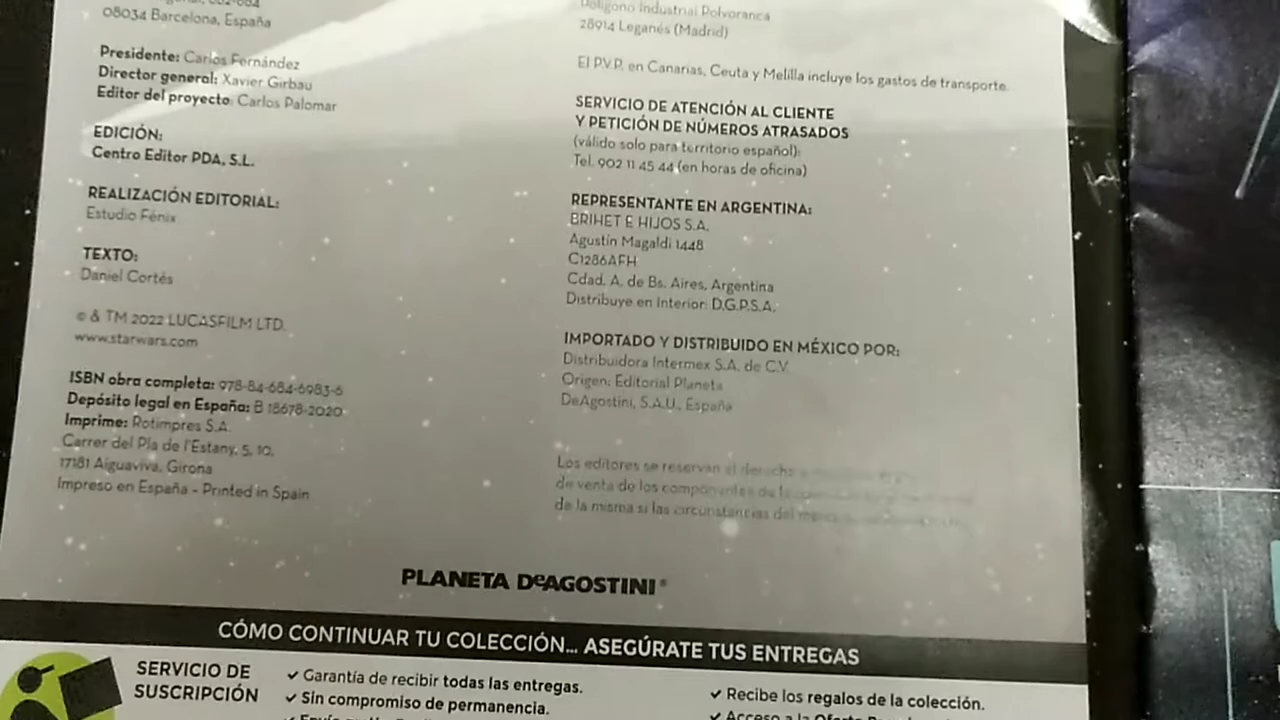 08034 Barcelona, España
Presidente: Carlos Fernández
Director general: Xavier Girbau
Editor del proyecto: Carlos Palomar
EDICIÓN:
Centro Editor PDA, S.L.
REALIZACIÓN EDITORIAL:
Estudio Fénix
TEXTO:
Daniel Cortés
© & TM 2022 LUCASFILM LTD.
www.starwars.com
ISBN obra completa: 978-84-684-6983-6
Depósito legal en España: B 18678-2020
Imprime: Rotimpres S.A.
Carrer del Pla de l'Estany, 5, 10,
17181 Aiguaviva, Girona
Impreso en España - Printed in Spain
Polígono Industrial Polvoranca
28914 Leganés (Madrid)
El P.V.P. en Canarias, Ceuta y Melilla incluye los gastos de transporte.
SERVICIO DE ATENCIÓN AL CLIENTE
Y PETICIÓN DE NÚMEROS ATRASADOS
(válido solo para territorio español):
Tel. 902 11 45 44 (en horas de oficina)
REPRESENTANTE EN ARGENTINA:
BRIHET E HIJOS S.A.
Agustín Magaldi 1448
C1286AFH
Cdad. A. de Bs. Aires, Argentina
Distribuye en Interior: D.G.P.S.A.
IMPORTADO Y DISTRIBUIDO EN MÉXICO POR:
Distribuidora Intermex S.A. de C.V.
Origen: Editorial Planeta
DeAgostini, S.A.U., España
Los editores se reservan el derecho
de venta de los componentes de la
de la misma si las circunstancias del
PLANETA DeAGOSTINI®
CÓMO CONTINUAR TU COLECCIÓN... ASEGÚRATE TUS ENTREGAS
SERVICIO DE
SUSCRIPCIÓN
✓ Garantía de recibir todas las entregas.
✓ Sin compromiso de permanencia.
✓ Recibe los regalos de la colección.